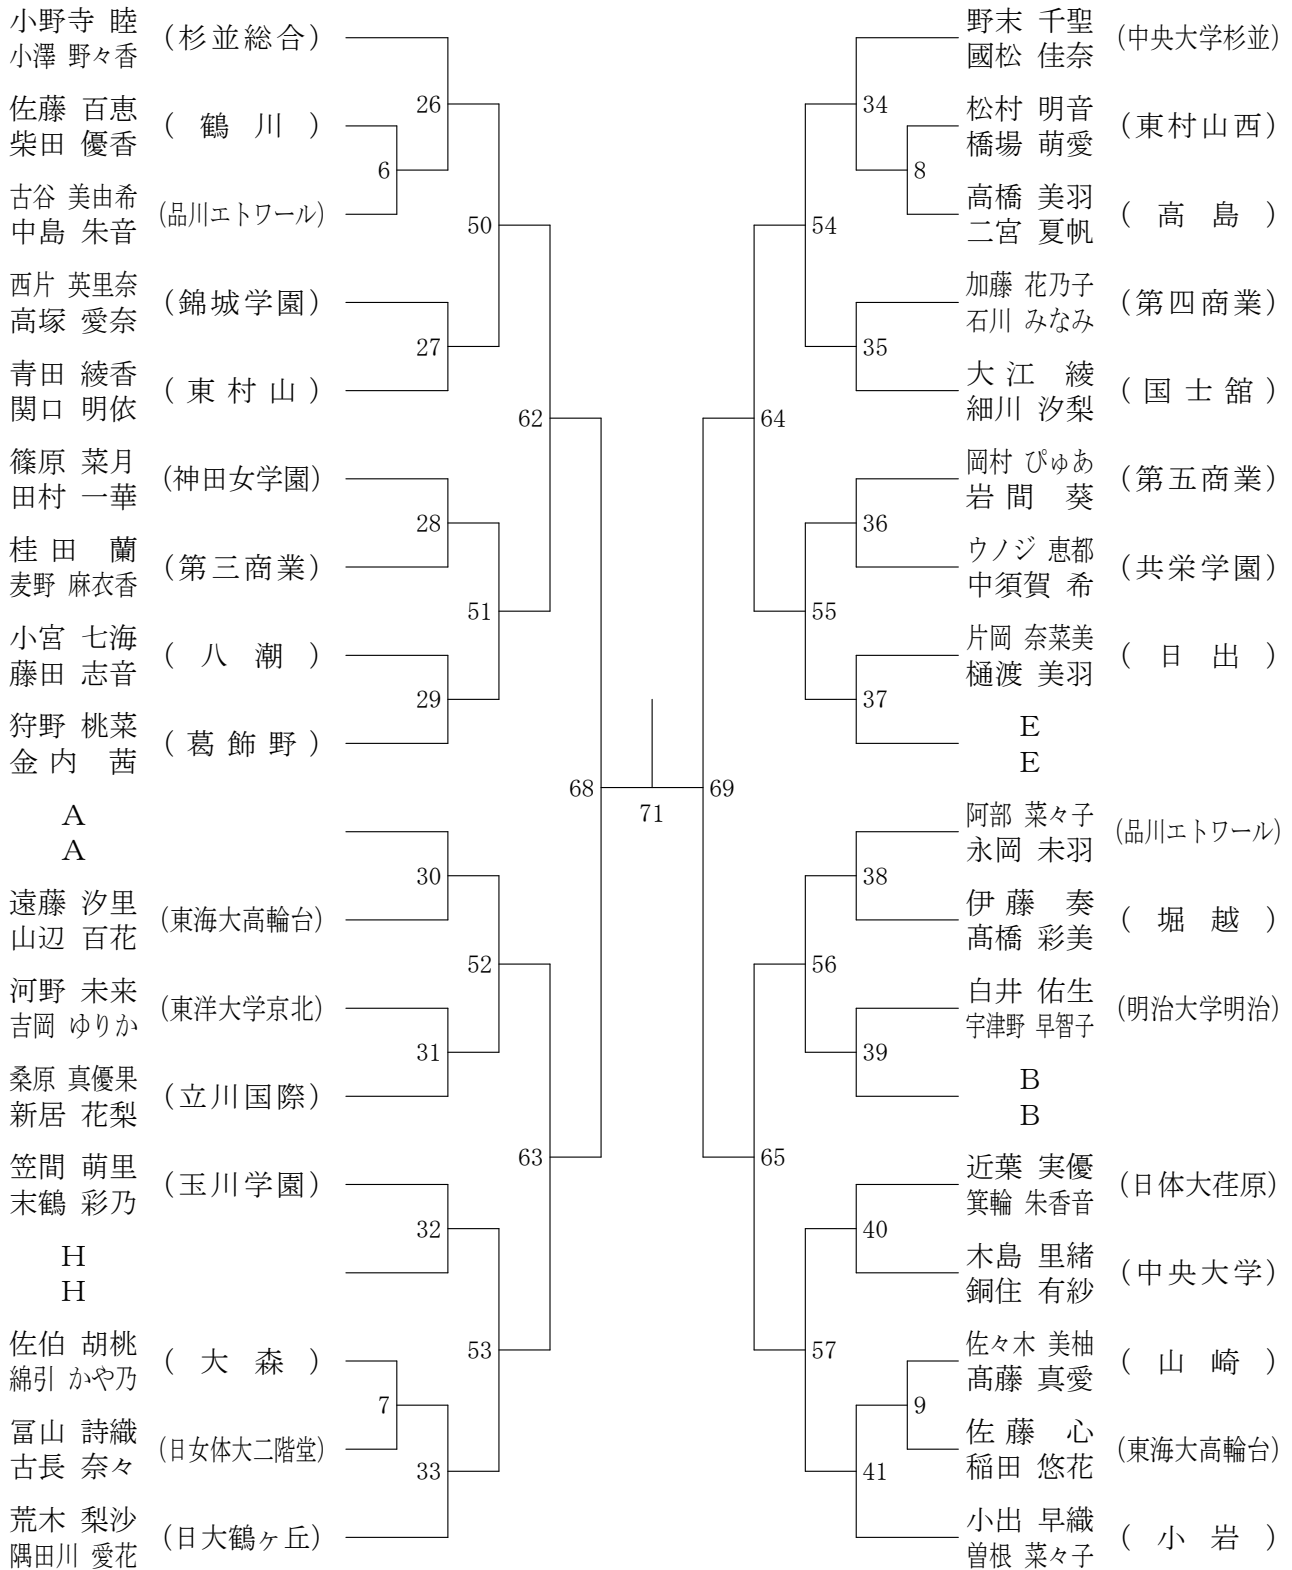 小野寺 睦
小澤 野々香
(杉並総合)
佐藤 百恵
柴田 優香
( 鶴 川 )
古谷 美由希
中島 朱音
(品川エトワール)
西片 英里奈
高塚 愛奈
(錦城学園)
青田 綾香
関口 明依
( 東 村 山 )
篠原 菜月
田村 一華
(神田女学園)
桂田 蘭
麦野 麻衣香
(第三商業)
小宮 七海
藤田 志音
( 八 潮 )
狩野 桃菜
金内 茜
( 葛 飾 野 )
A
A
遠藤 汐里
山辺 百花
(東海大高輪台)
河野 未来
吉岡 ゆりか
(東洋大学京北)
桑原 真優果
新居 花梨
(立川国際)
笠間 萌里
末鶴 彩乃
(玉川学園)
H
H
佐伯 胡桃
綿引 かや乃
( 大 森 )
冨山 詩織
古長 奈々
(日女体大二階堂)
荒木 梨沙
隅田川 愛花
(日大鶴ヶ丘)
26
6
50
27
62
28
51
29
68
30
52
31
63
32
53
7
33
71
69
34
8
54
35
64
36
55
37
38
56
39
65
40
57
9
41
野末 千聖
國松 佳奈
(中央大学杉並)
松村 明音
橋場 萌愛
(東村山西)
高橋 美羽
二宮 夏帆
( 高 島 )
加藤 花乃子
石川 みなみ
(第四商業)
大江 綾
細川 汐梨
( 国 士 舘 )
岡村 ぴゅあ
岩間 葵
(第五商業)
ウノジ 恵都
中須賀 希
(共栄学園)
片岡 奈菜美
樋渡 美羽
( 日 出 )
E
E
阿部 菜々子
永岡 未羽
(品川エトワール)
伊藤 奏
髙橋 彩美
( 堀 越 )
白井 佑生
宇津野 早智子
(明治大学明治)
B
B
近葉 実優
箕輪 朱香音
(日体大荏原)
木島 里緒
銅住 有紗
(中央大学)
佐々木 美柚
髙藤 真愛
( 山 崎 )
佐藤 心
稲田 悠花
(東海大高輪台)
小出 早織
曽根 菜々子
( 小 岩 )